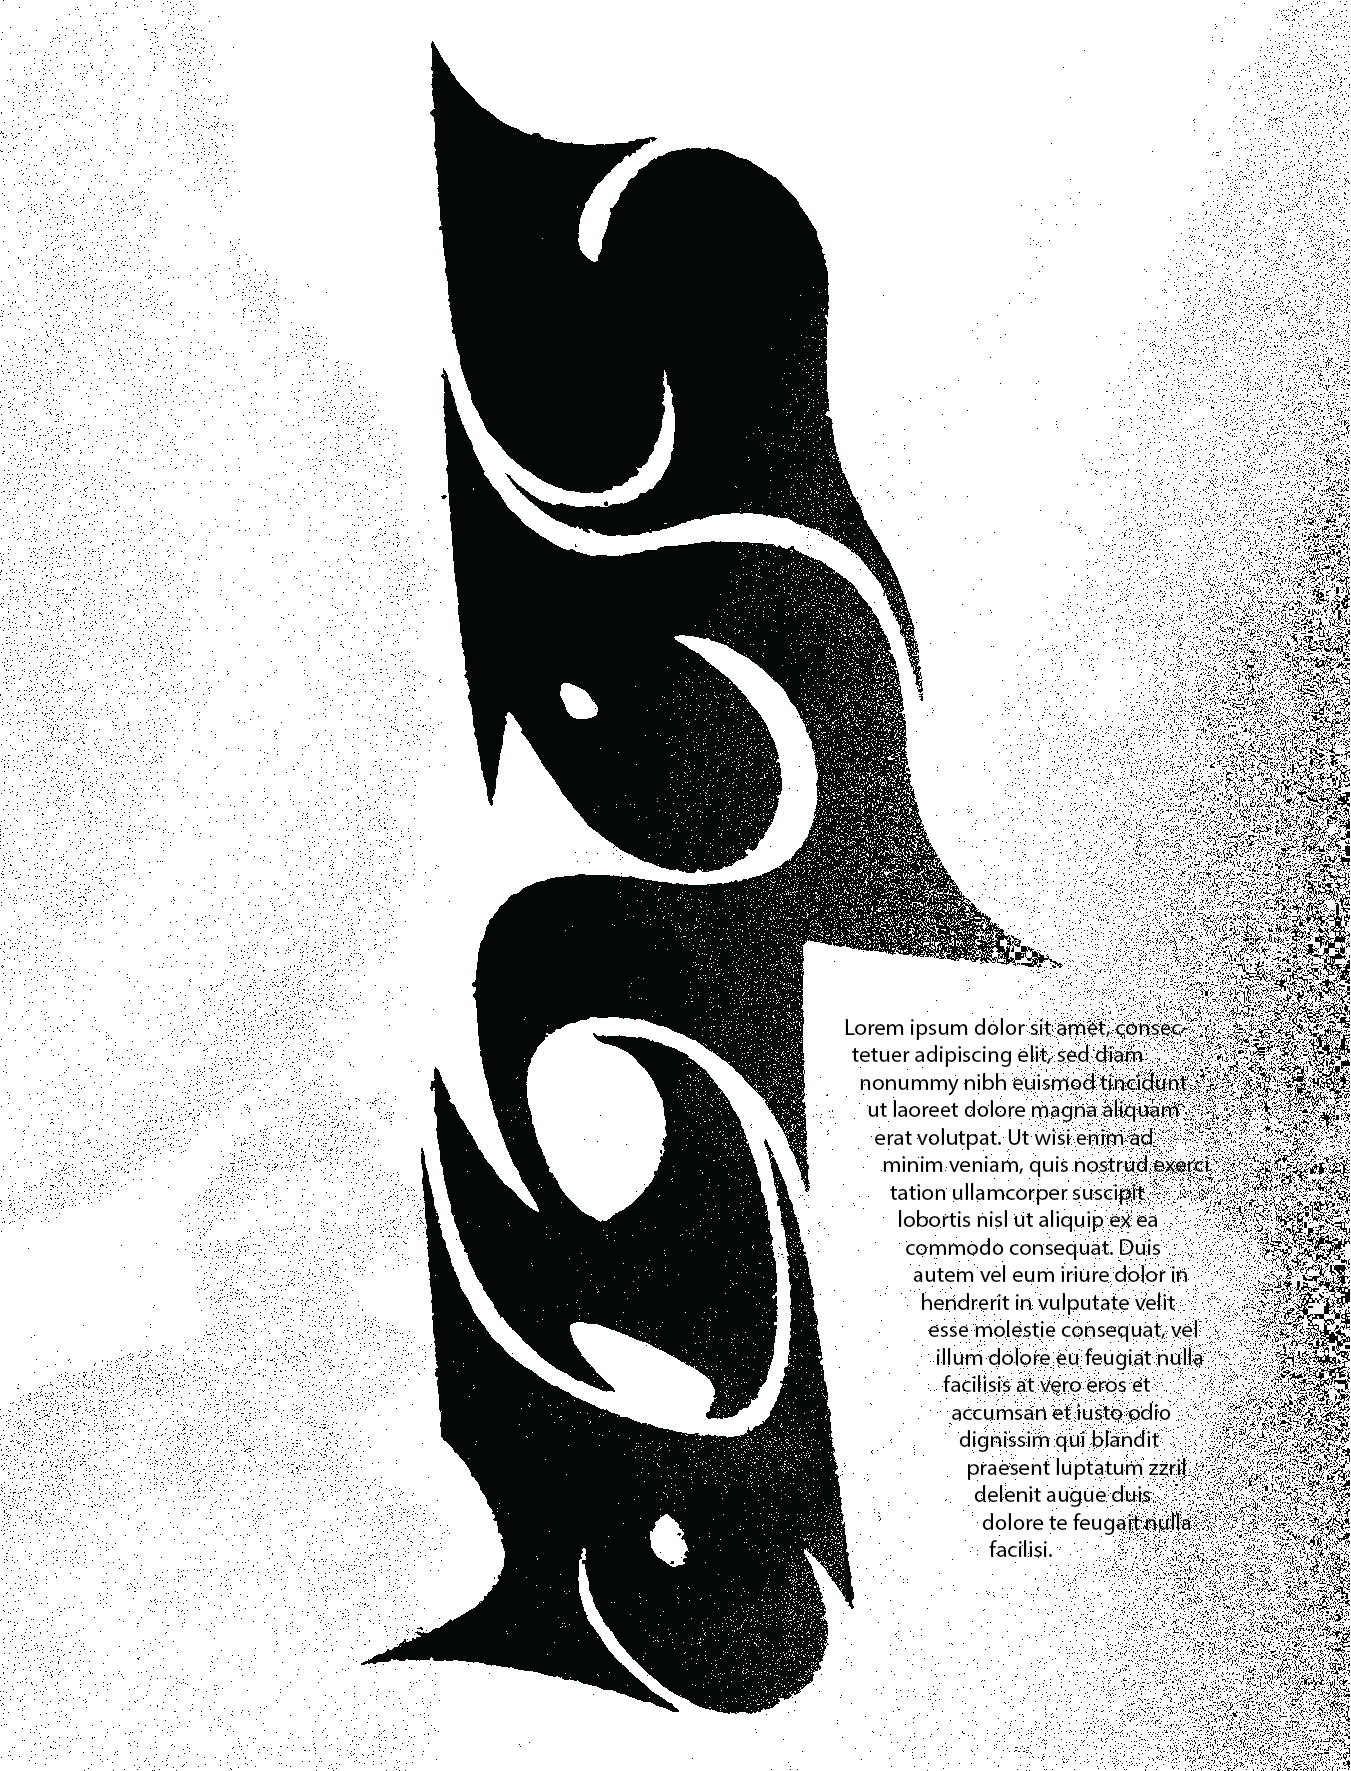 Lorem ipsum dolor sit amet, consec-
tetuer adipiscing elit, sed diam
nonummy nibh euismod tincidunt
ut laoreet dolore magna aliquam
erat volutpat. Ut wisi enim ad
minim veniam, quis nostrud exerci
tation ullamcorper suscipit
lobortis nisl ut aliquip ex ea
commodo consequat. Duis
autem vel eum iriure dolor in
hendrerit in vulputate velit
esse molestie consequat, vel
illum dolore eu feugiat nulla
facilisis at vero eros et
accumsan et iusto odio
dignissim qui blandit
praesent luptatum zzril
delenit augue duis
dolore te feugait nulla
facilisi.